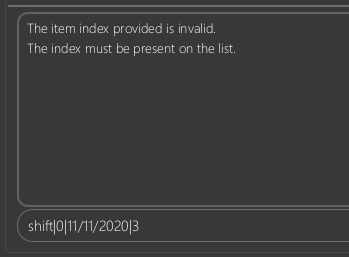 The item index provided is invalid.
The index must be present on the list.
shift|0|11/11/2020|3